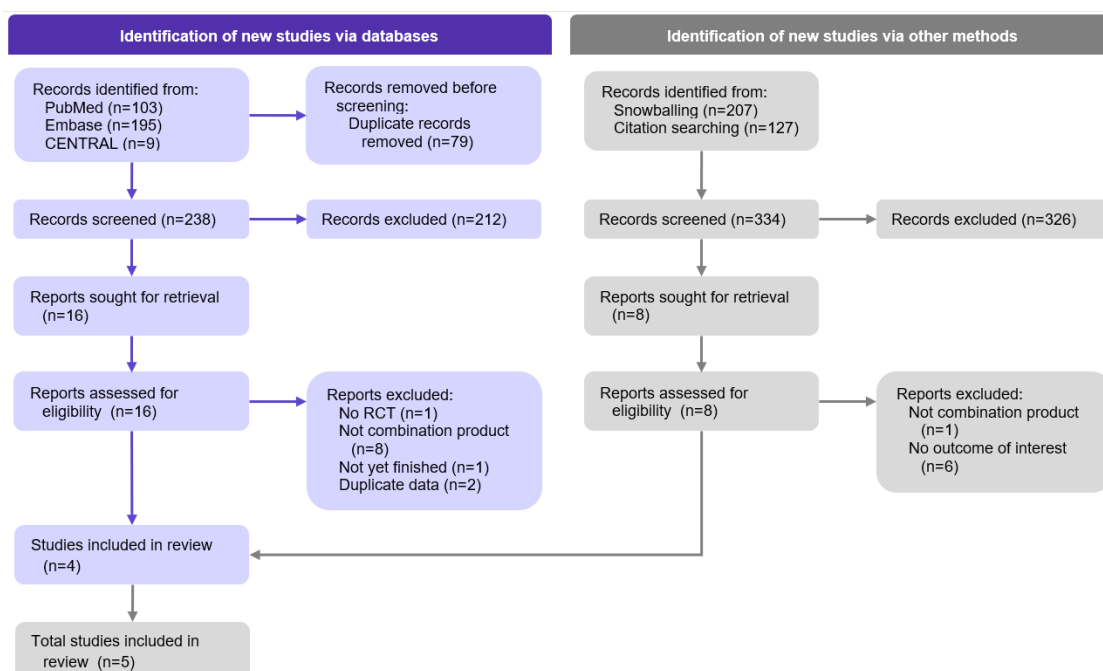 Identification of new studies via databases
Identification of new studies via other methods
Records identified from:
PubMed (n=103)
Embase (n=195)
CENTRAL (n=9)
Records removed before
screening:
Duplicate records
removed (n=79)
Records identified from:
Snowballing (n=207)
Citation searching (n=127)
Records screened (n=238)
Records excluded (n=212)
Records screened (n=334)
Records excluded (n=326)
Reports sought for retrieval
(n=16)
Reports sought for retrieval
(n=8)
Reports assessed for
eligibility (n=16)
Reports excluded:
No RCT (n=1)
Not combination product
(n=8)
Not yet finished (n=1)
Duplicate data (n=2)
Reports assessed for
eligibility (n=8)
Reports excluded:
Not combination product
(n=1)
No outcome of interest
(n=6)
Studies included in review
(n=4)
Total studies included in
review (n=5)